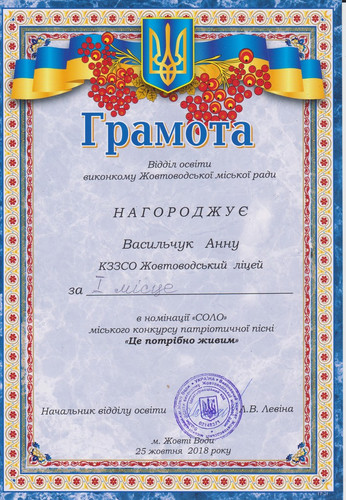 Грамота
Відділ освіти
виконкому Жовтоводської міської ради
НАГОРОДЖУЄ
Васильчук Анну
КЗЗСО Жовтоводський ліцей
за I місце
в номінації «СОЛО»
міського конкурсу патріотичної пісні
«Це потрібно живим»
Начальник відділу освіти А.В. Левіна
м. Жовті Води
25 жовтня 2018 року